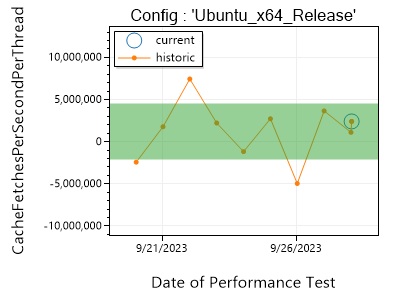 Config : 'Ubuntu_x64_Release'
current
historic
CacheFetchesPerSecondPerThread
10,000,000
5,000,000
0
-5,000,000
-10,000,000
9/21/2023
9/26/2023
Date of Performance Test